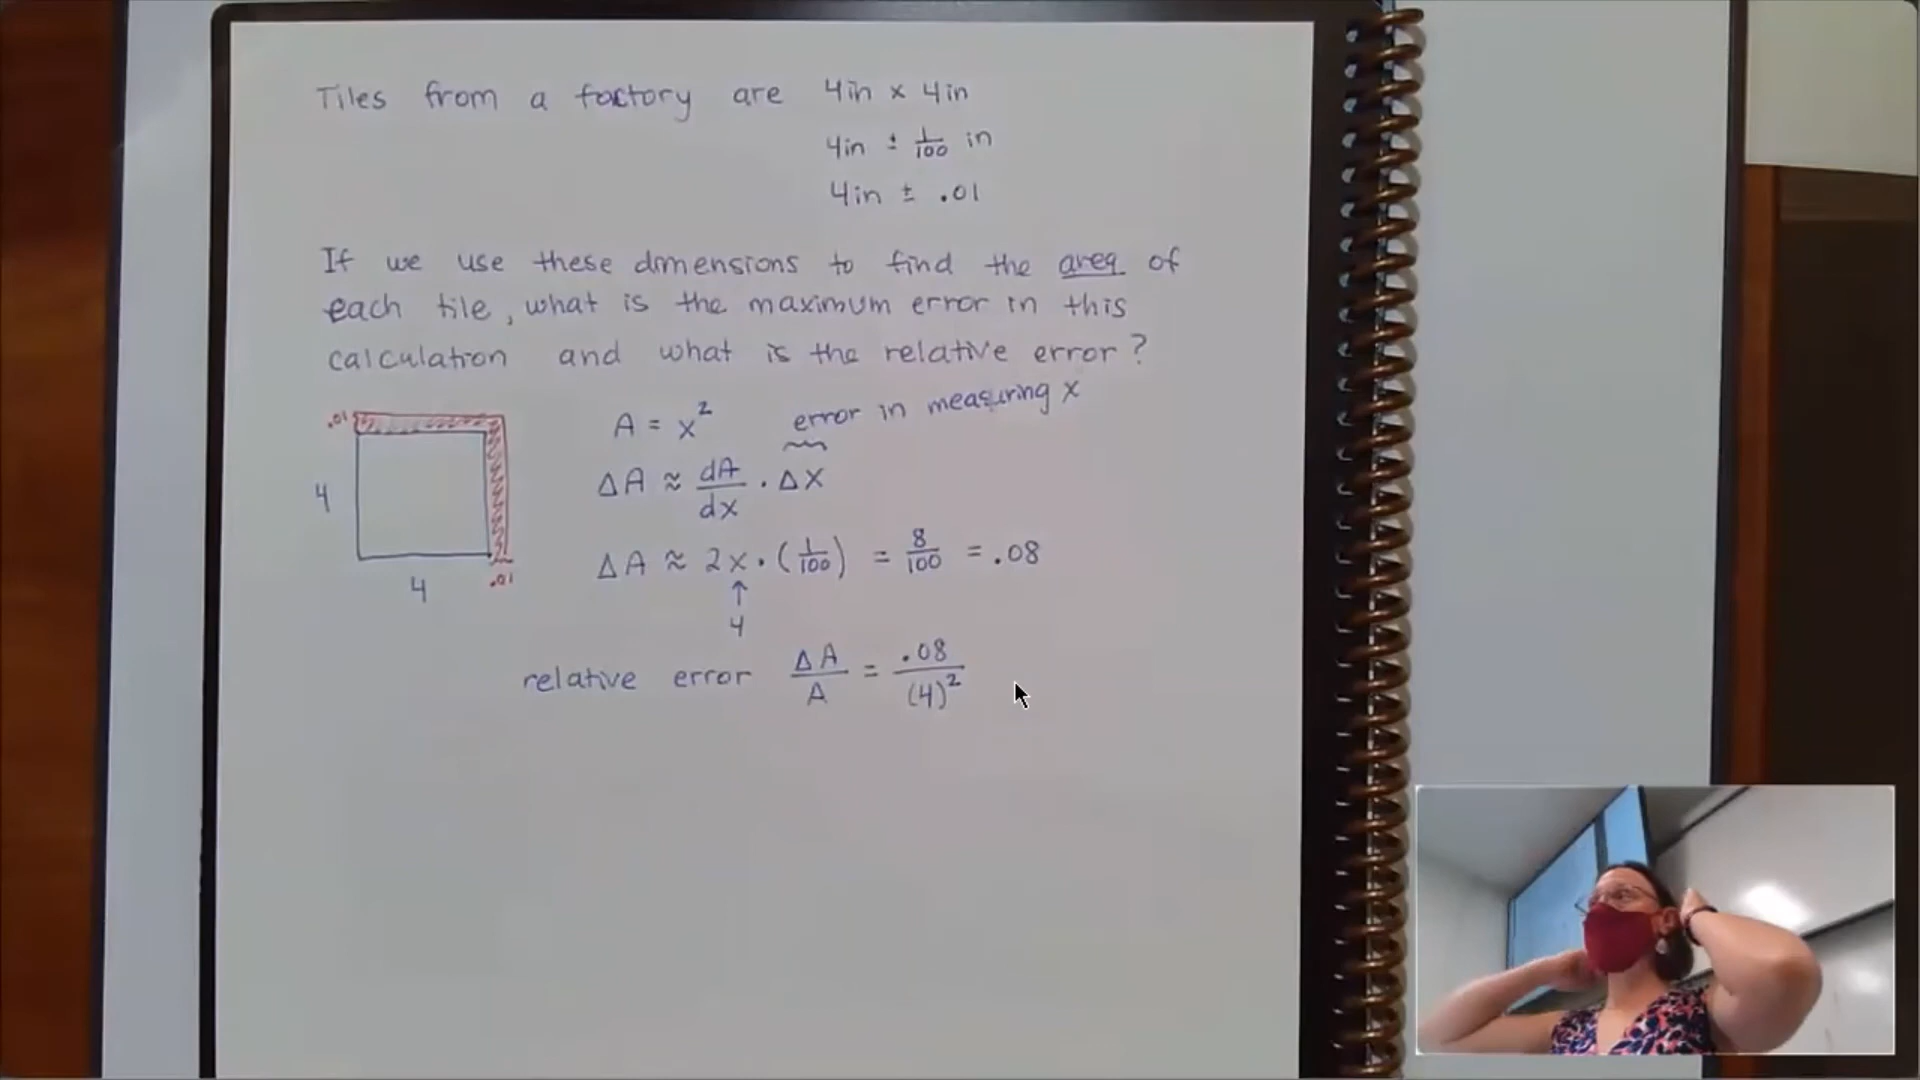 Tiles from a factory are 4in x 4in
4in ± 1/100 in
4in ± .01
If we use these dimensions to find the area of
each tile, what is the maximum error in this
calculation and what is the relative error?
.01
4
4
.01
A = x²
error in measuring x
ΔA ≈ dA/dx · Δx
ΔA ≈ 2x · (1/100) = 8/100 = .08
↑
4
relative error ΔA/A = .08/(4)²